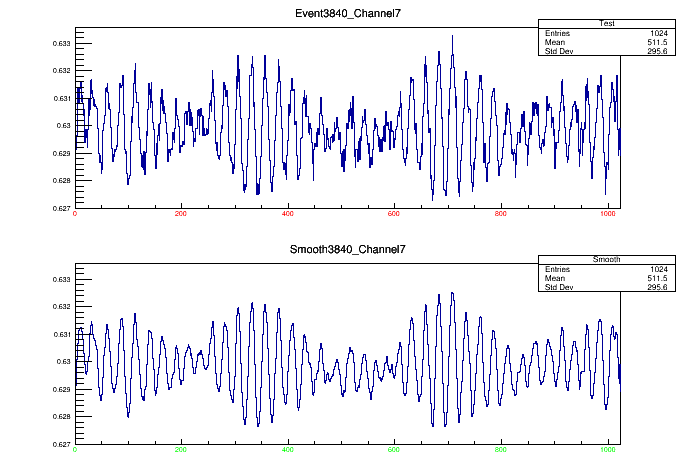 Event3840_Channel7
Test
Entries 1024
Mean 511.5
Std Dev 295.6
0.633
0.632
0.631
0.63
0.629
0.628
0.627
0 200 400 600 800 1000
Smooth3840_Channel7
Smooth
Entries 1024
Mean 511.5
Std Dev 295.6
0.633
0.632
0.631
0.63
0.629
0.628
0.627
0 200 400 600 800 1000